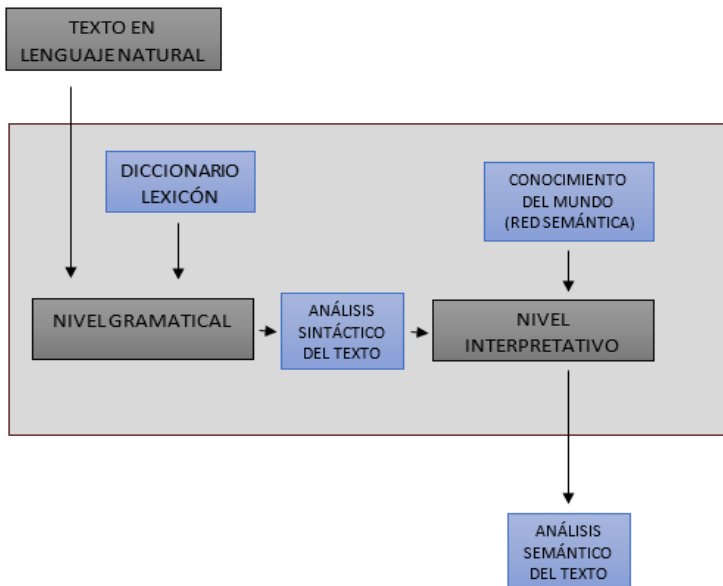 TEXTO EN
LENGUAJE NATURAL
DICCIONARIO
LEXICÓN
CONOCIMIENTO
DEL MUNDO
(RED SEMÁNTICA)
NIVEL GRAMATICAL
ANÁLISIS
SINTÁCTICO
DEL TEXTO
NIVEL
INTERPRETATIVO
ANÁLISIS
SEMÁNTICO
DEL TEXTO